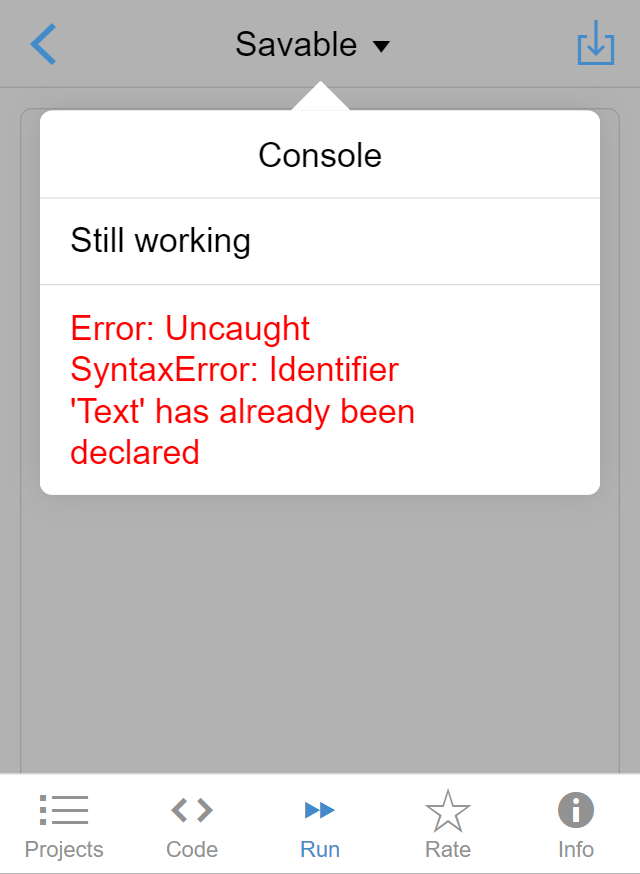 Savable
Console
Still working
Error: Uncaught
SyntaxError: Identifier
'Text' has already been
declared
Projects
Code
Run
Rate
Info